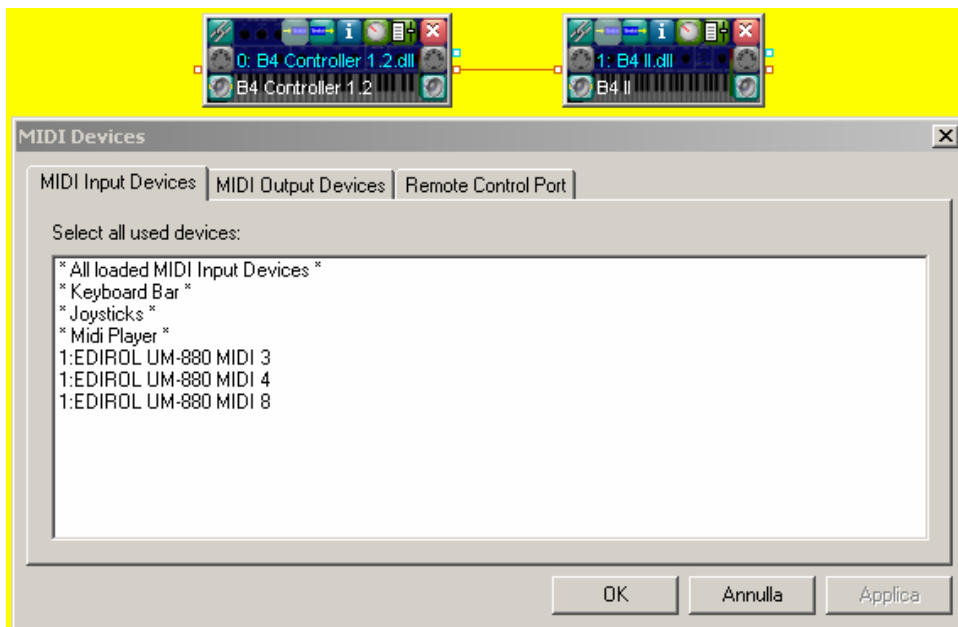 0: B4 Controller 1.2.dll
B4 Controller 1.2
1: B4 II.dll
B4 II
MIDI Devices
MIDI Input Devices
MIDI Output Devices
Remote Control Port
Select all used devices:
* All loaded MIDI Input Devices *
* Keyboard Bar *
* Joysticks *
* Midi Player *
1:EDIROL UM-880 MIDI 3
1:EDIROL UM-880 MIDI 4
1:EDIROL UM-880 MIDI 8
OK
Annulla
Applica